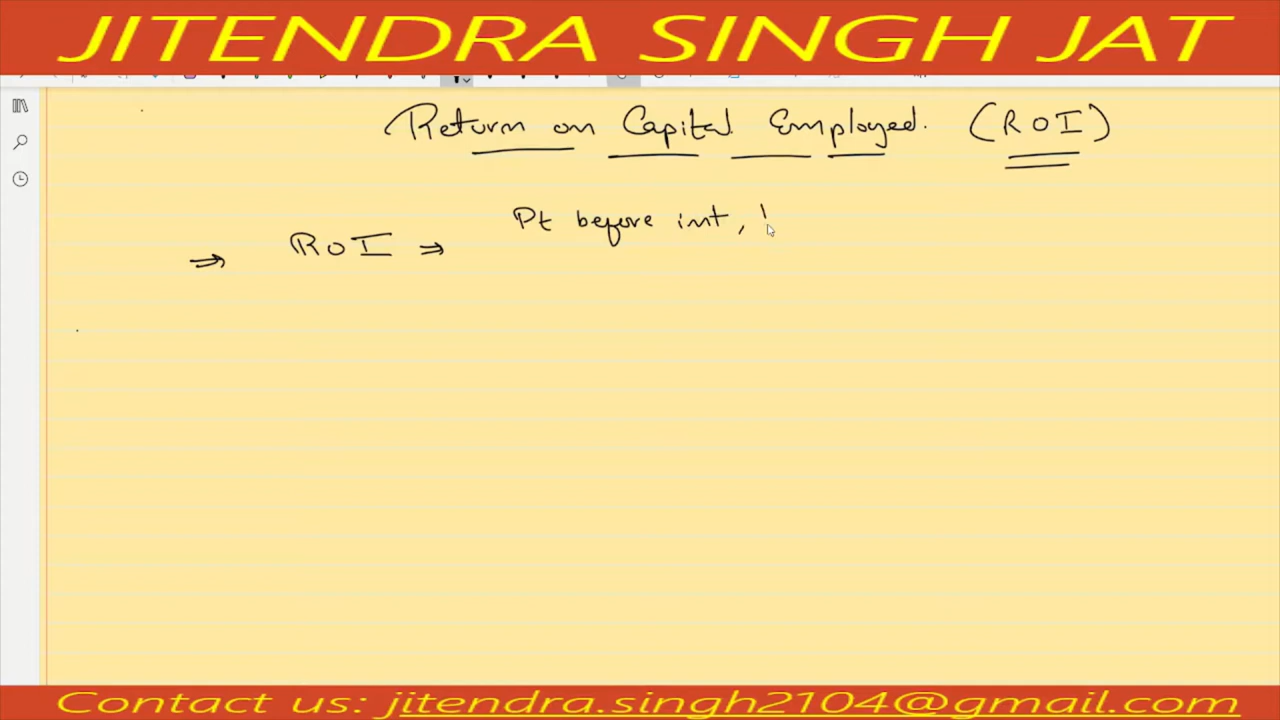 JITENDRA SINGH JAT
Return on Capital Employed. (ROI)
Pt before int,
⇒ ROI ⇒
Contact us: jitendra.singh2104@gmail.com